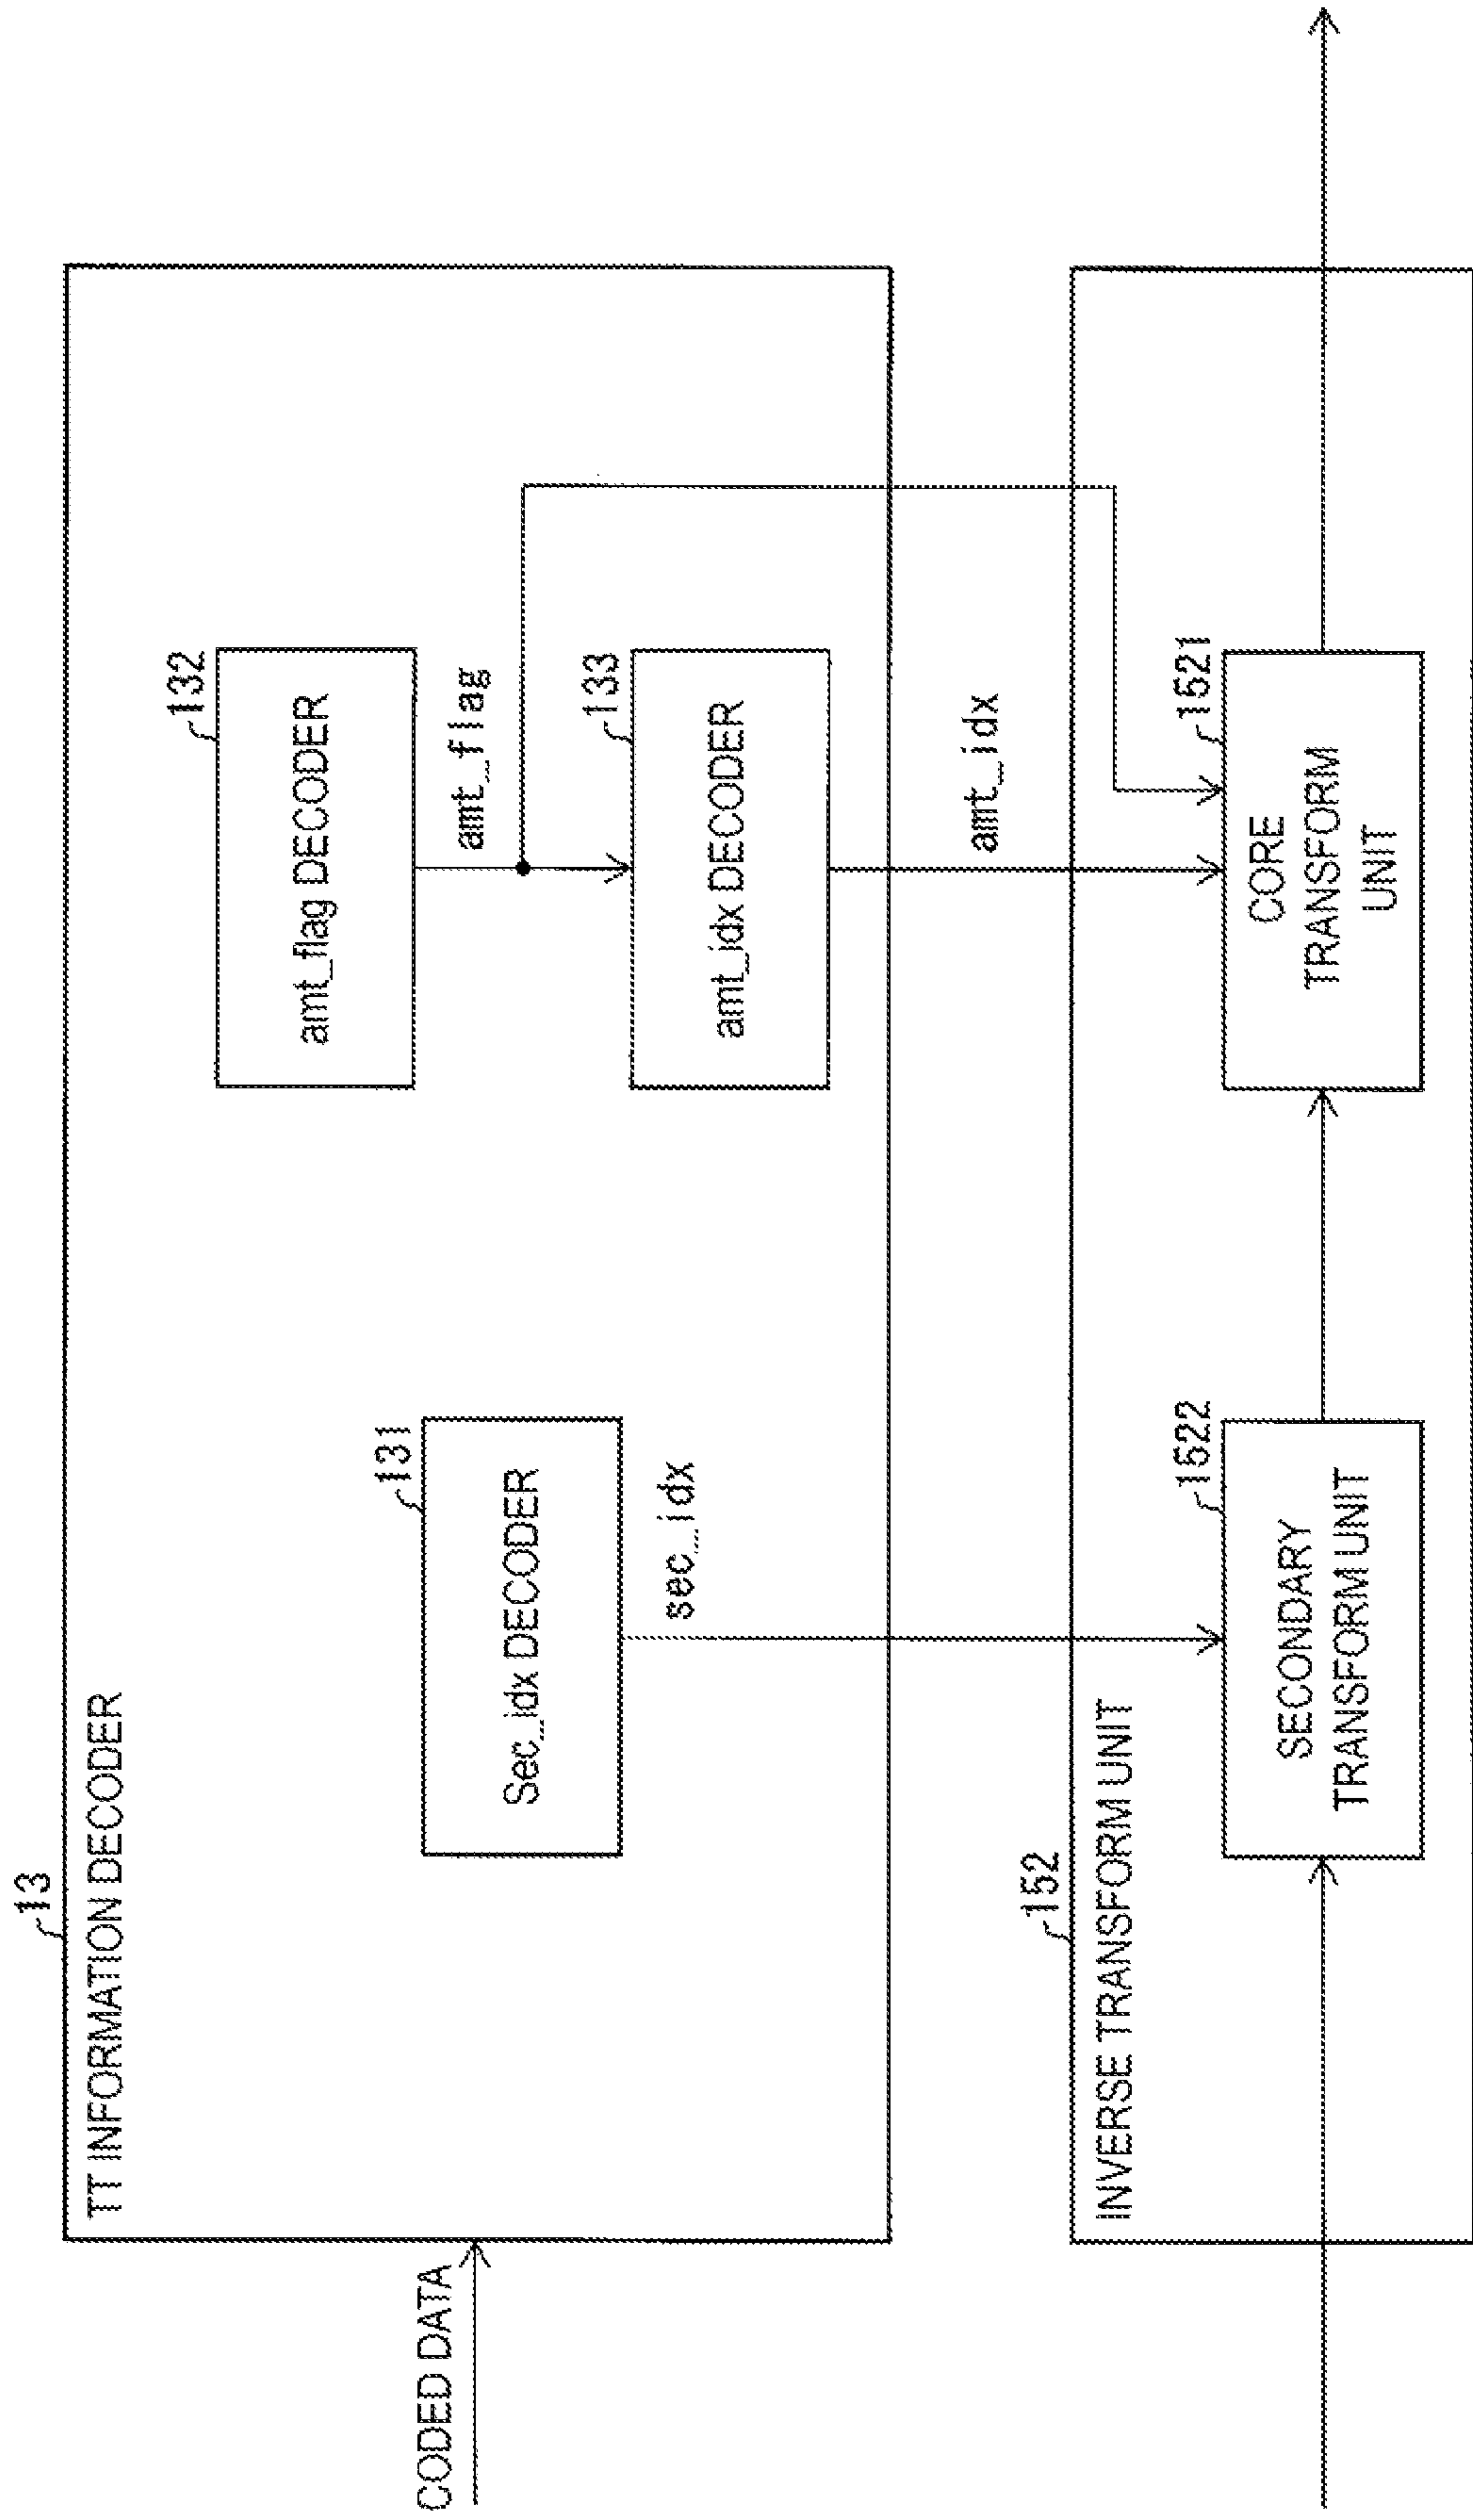 13
TT INFORMATION DECODER
CODED DATA
132
amt_flag DECODER
amt_flag
131
Sec_idx DECODER
sec_idx
133
amt_idx DECODER
amt_idx
152
INVERSE TRANSFORM UNIT
1522
SECONDARY
TRANSFORM UNIT
1521
CORE
TRANSFORM
UNIT